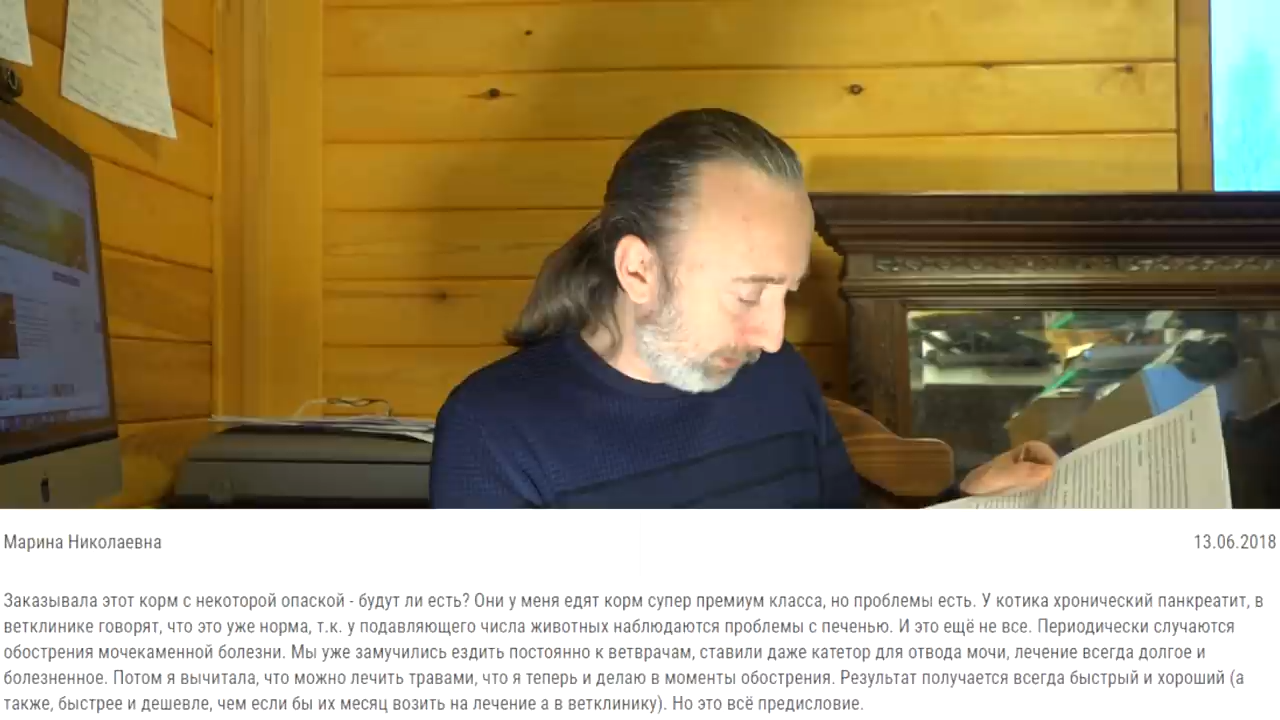 Марина Николаевна 13.06.2018
Заказывала этот корм с некоторой опаской - будут ли есть? Они у меня едят корм супер премиум класса, но проблемы есть. У котика хронический панкреатит, в
ветклинике говорят, что это уже норма, т.к. у подавляющего числа животных наблюдаются проблемы с печенью. И это ещё не все. Периодически случаются
обострения мочекаменной болезни. Мы уже замучились ездить постоянно к ветврачам, ставили даже катетор для отвода мочи, лечение всегда долгое и
болезненное. Потом я вычитала, что можно лечить травами, что я теперь и делаю в моменты обострения. Результат получается всегда быстрый и хороший (а
также, быстрее и дешевле, чем если бы их месяц возить на лечение а в ветклинику). Но это всё предисловие.